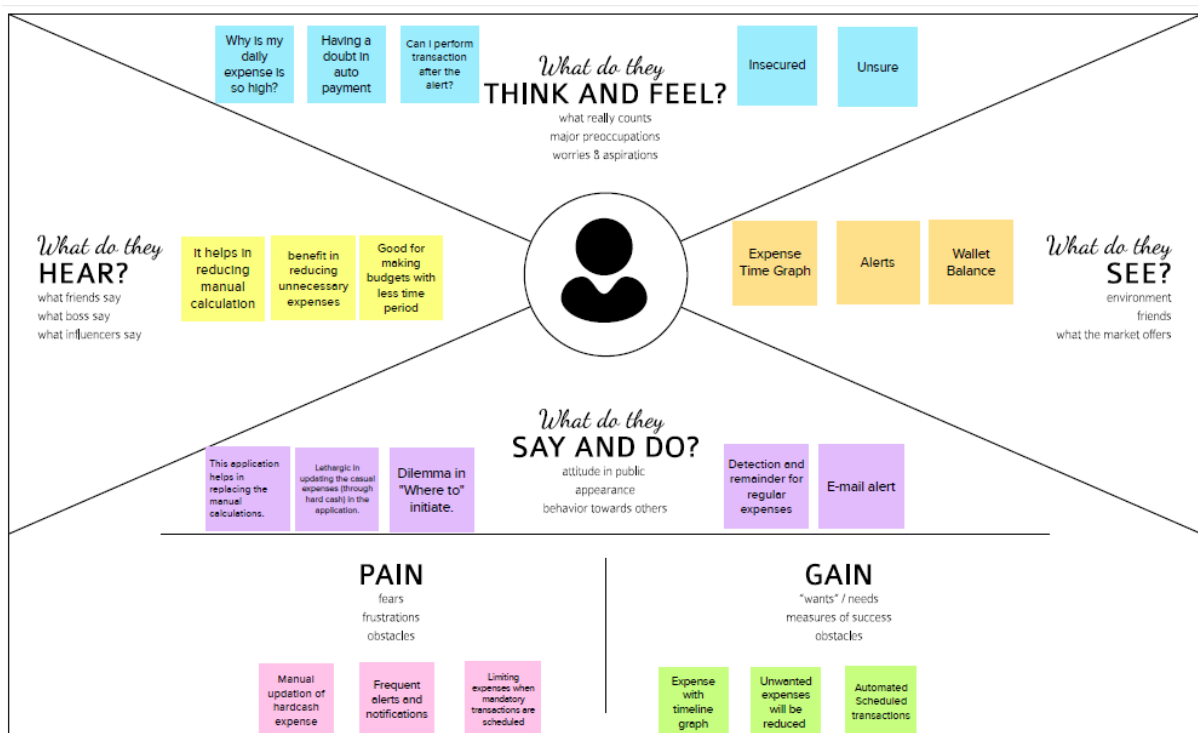 Why is my
daily
expense is
so high?
Having a
doubt in
auto
payment
Can I perform
transaction
after the
alert?
What do they
THINK AND FEEL?
what really counts
major preoccupations
worries & aspirations
Insecured
Unsure
What do they
HEAR?
what friends say
what boss say
what influencers say
It helps in
reducing
manual
calculation
benefit in
reducing
unnecessary
expenses
Good for
making
budgets with
less time
period
Expense
Time Graph
Alerts
Wallet
Balance
What do they
SEE?
environment
friends
what the market offers
What do they
SAY AND DO?
attitude in public
appearance
behavior towards others
This application
helps in
replacing the
manual
calculations.
Lethargic in
updating the casual
expenses (through
hard cash) in the
application.
Dilemma in
"Where to"
initiate.
Detection and
remainder for
regular
expenses
E-mail alert
PAIN
fears
frustrations
obstacles
Manual
updation of
hardcash
expense
Frequent
alerts and
notifications
Limiting
expenses when
mandatory
transactions are
scheduled
GAIN
"wants" / needs
measures of success
obstacles
Expense
with
timeline
graph
Unwanted
expenses
will be
reduced
Automated
Scheduled
transactions